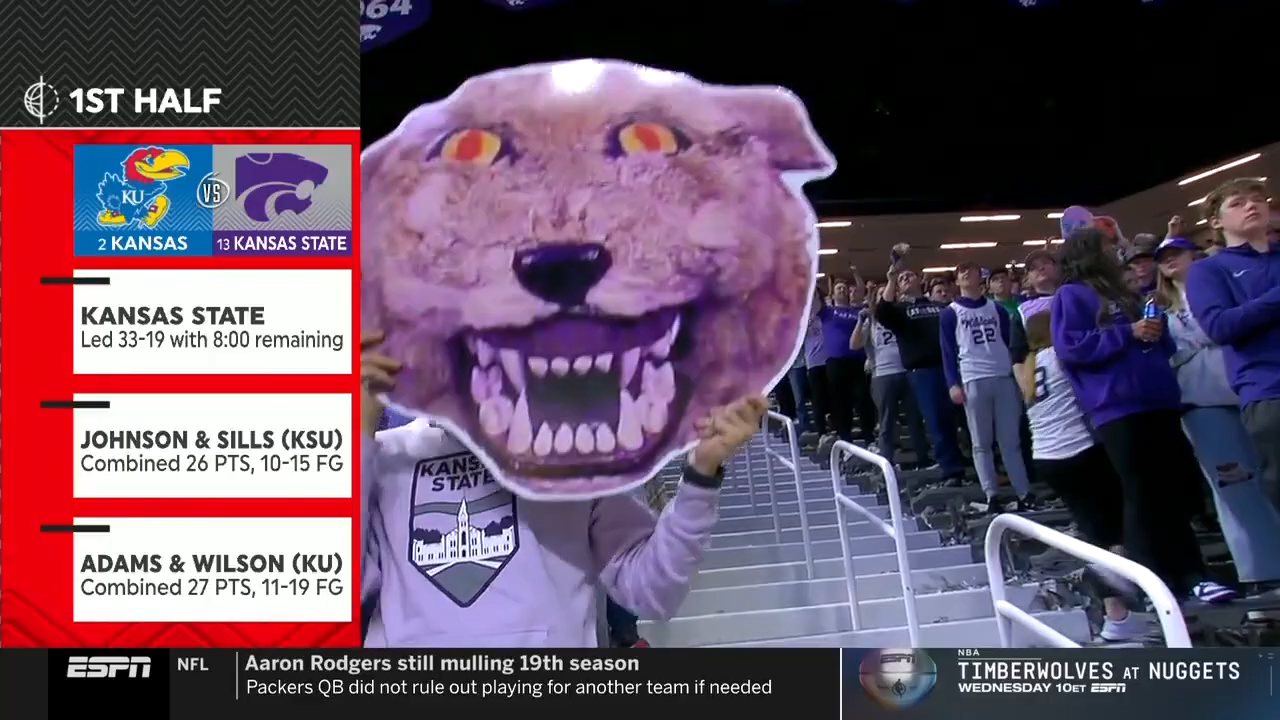 64
1ST HALF
KU
VS
2 KANSAS
13 KANSAS STATE
KANSAS STATE
Led 33-19 with 8:00 remaining
JOHNSON & SILLS (KSU)
Combined 26 PTS, 10-15 FG
ADAMS & WILSON (KU)
Combined 27 PTS, 11-19 FG
STATE
Wildcats
22
ESPN
NFL
Aaron Rodgers still mulling 19th season
Packers QB did not rule out playing for another team if needed
ESPN
NBA
TIMBERWOLVES AT NUGGETS
WEDNESDAY 10ET ESPN